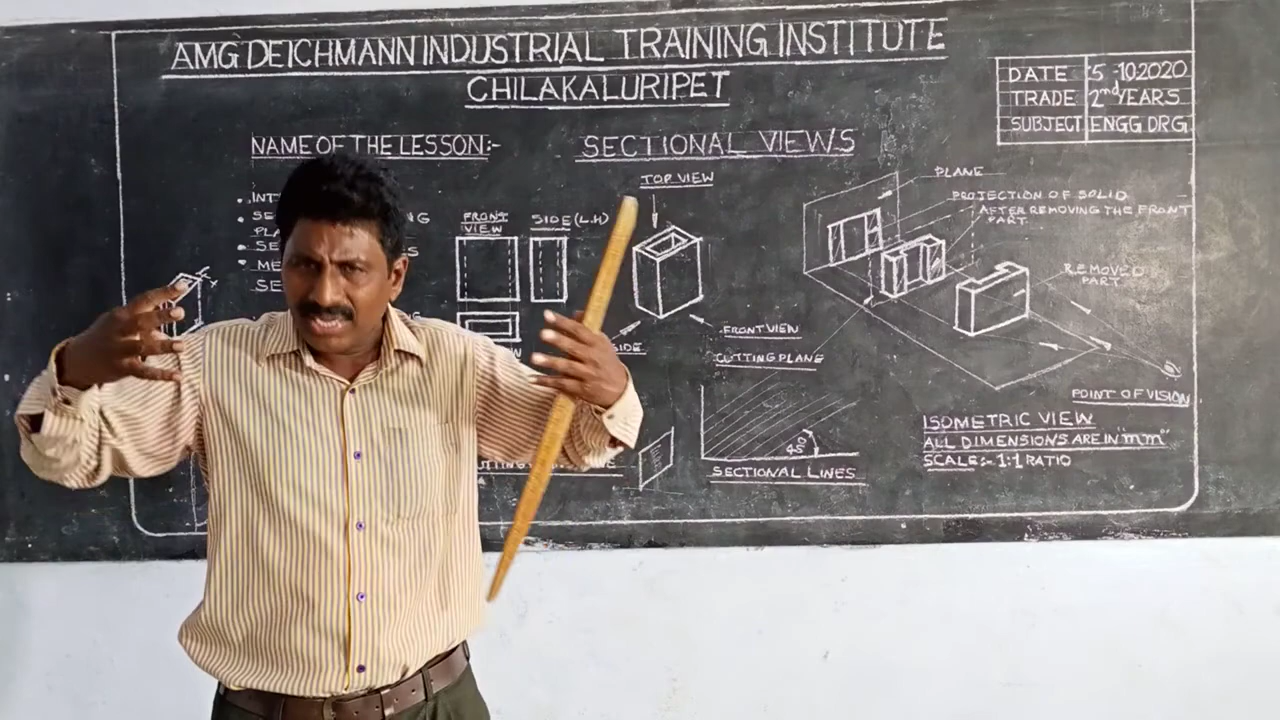 AMG DEICHMANN INDUSTRIAL TRAINING INSTITUTE
CHILAKALURIPET
DATE :5-10-2020
TRADE 2nd YEARS
SUBJECT ENGG DRG
NAME OF THE LESSON:-
SECTIONAL VIEWS
TOP VIEW
FRONT
VIEW
SIDE (L.H)
PLANE
PROJECTION OF SOLID
AFTER REMOVING THE FRONT
PART
REMOVED
PART
FRONT VIEW
SIDE
CUTTING PLANE
45°
SECTIONAL LINES
POINT OF VISION
ISOMETRIC VIEW
ALL DIMENSIONS ARE IN "mm"
SCALE:- 1:1 RATIO